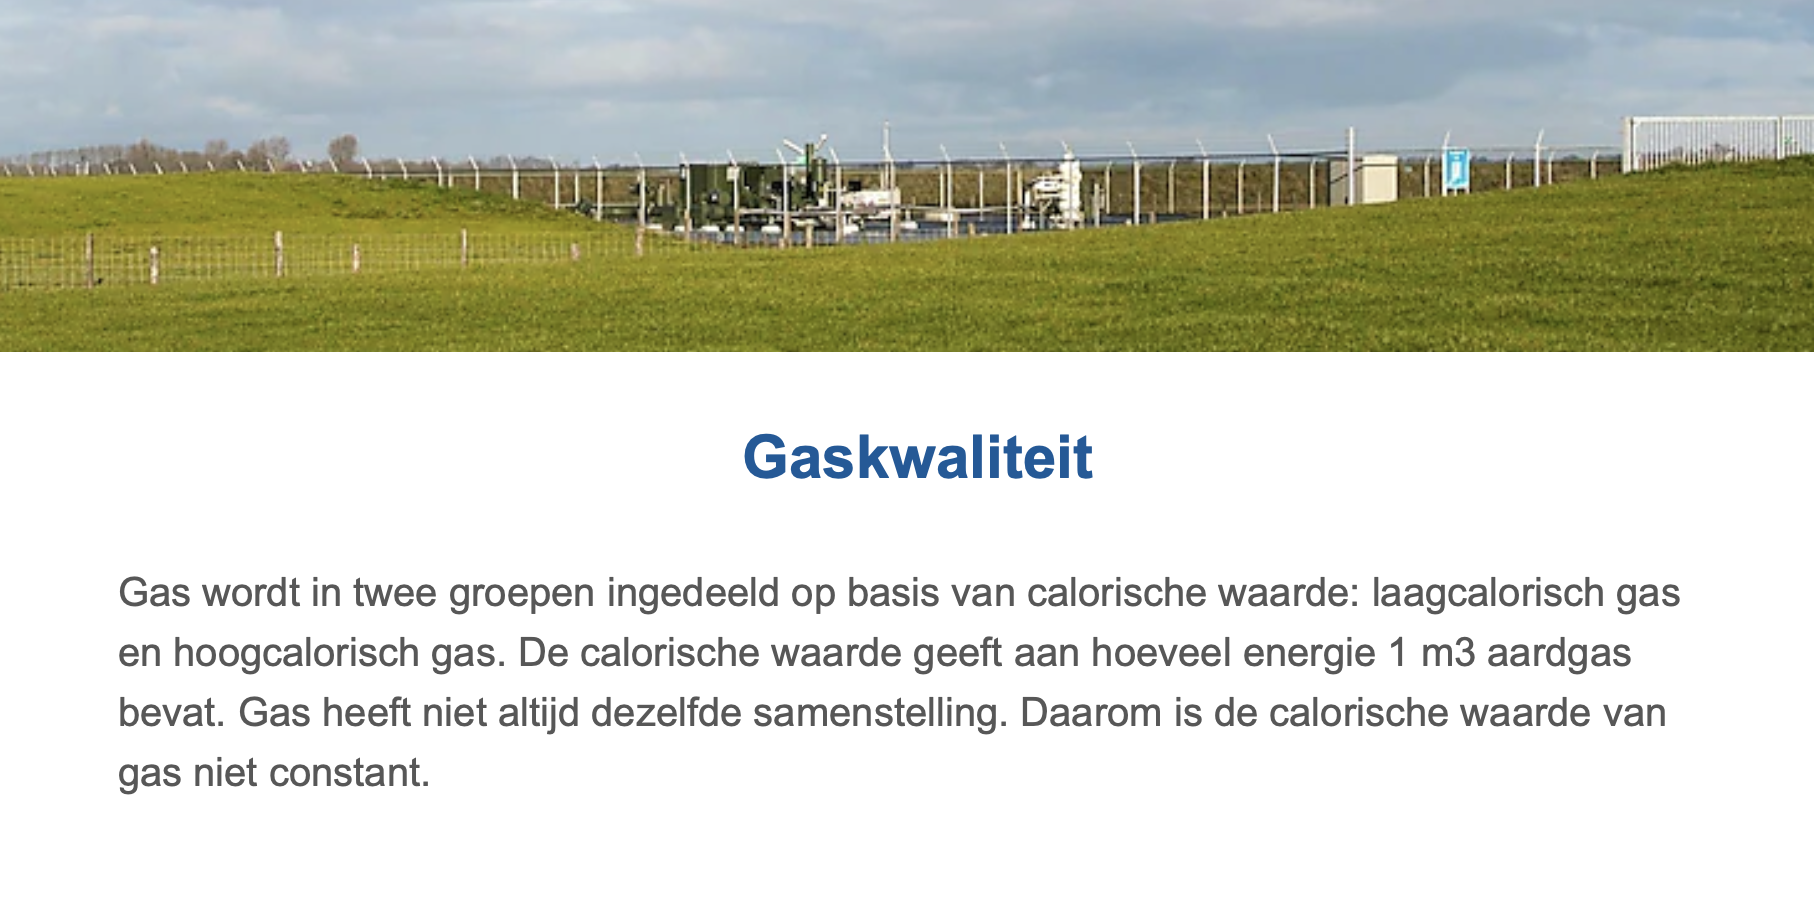 Gaskwaliteit
Gas wordt in twee groepen ingedeeld op basis van calorische waarde: laagcalorisch gas
en hoogcalorisch gas. De calorische waarde geeft aan hoeveel energie 1 m3 aardgas
bevat. Gas heeft niet altijd dezelfde samenstelling. Daarom is de calorische waarde van
gas niet constant.